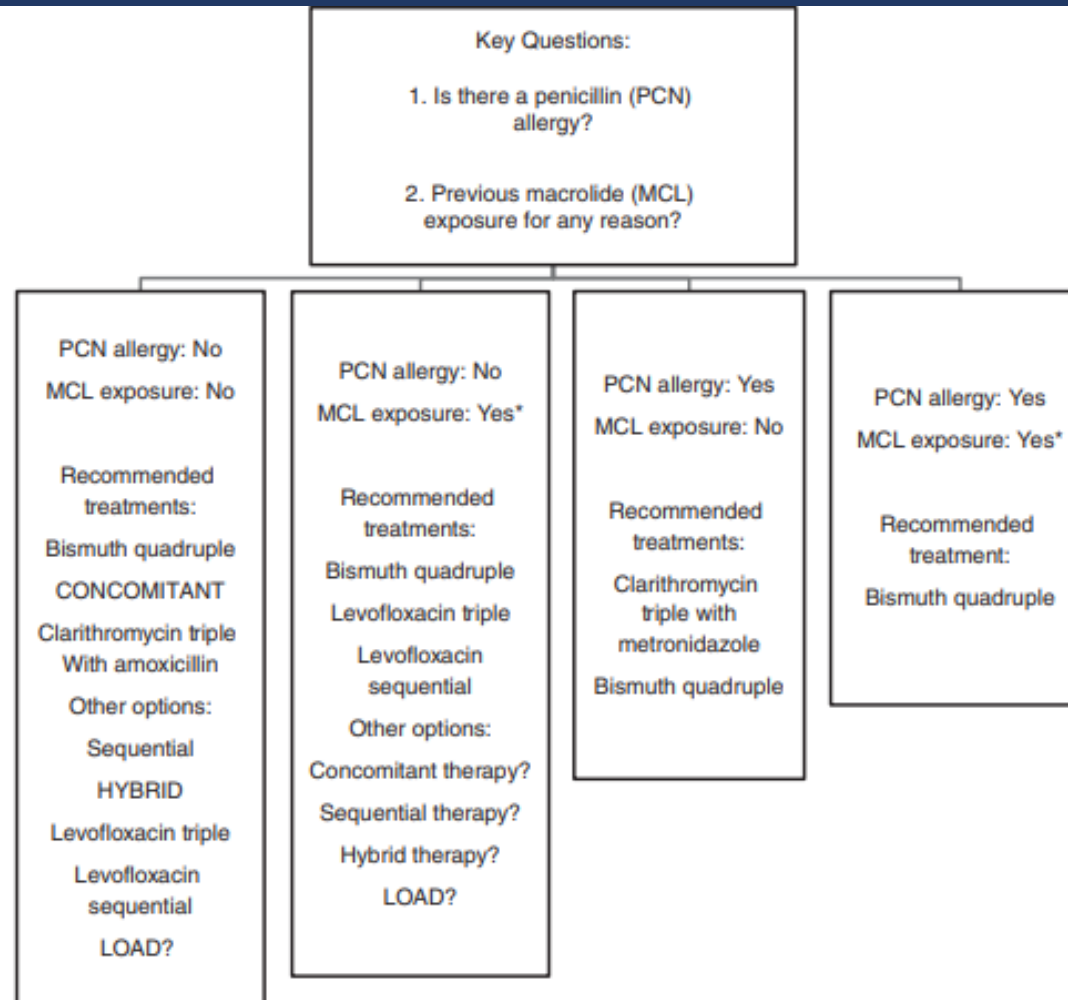 Key Questions:
1. Is there a penicillin (PCN)
allergy?
2. Previous macrolide (MCL)
exposure for any reason?
PCN allergy: No
MCL exposure: No
Recommended
treatments:
Bismuth quadruple
CONCOMITANT
Clarithromycin triple
With amoxicillin
Other options:
Sequential
HYBRID
Levofloxacin triple
Levofloxacin
sequential
LOAD?
PCN allergy: No
MCL exposure: Yes*
Recommended
treatments:
Bismuth quadruple
Levofloxacin triple
Levofloxacin
sequential
Other options:
Concomitant therapy?
Sequential therapy?
Hybrid therapy?
LOAD?
PCN allergy: Yes
MCL exposure: No
Recommended
treatments:
Clarithromycin
triple with
metronidazole
Bismuth quadruple
PCN allergy: Yes
MCL exposure: Yes*
Recommended
treatment:
Bismuth quadruple